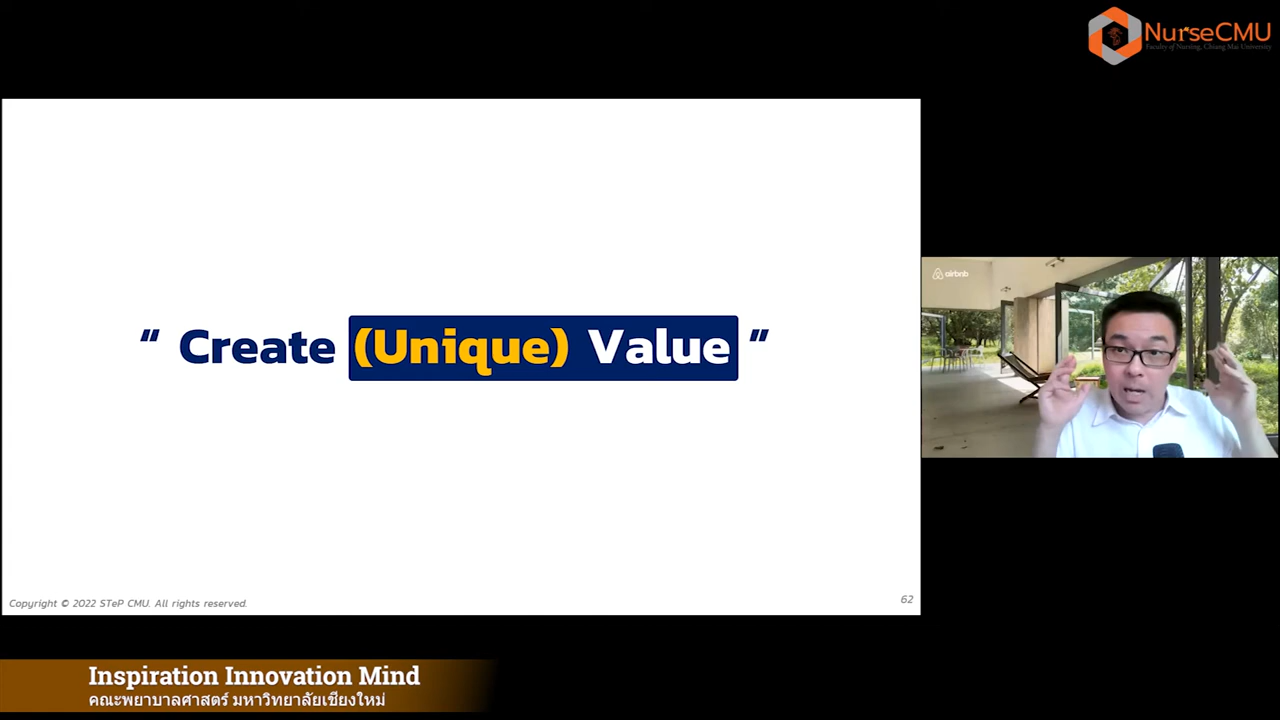 NurseCMU
Faculty of Nursing, Chiang Mai University
airbnb
“ Create (Unique) Value ”
Copyright © 2022 STeP CMU. All rights reserved.
62
Inspiration Innovation Mind
คณะพยาบาลศาสตร์ มหาวิทยาลัยเชียงใหม่